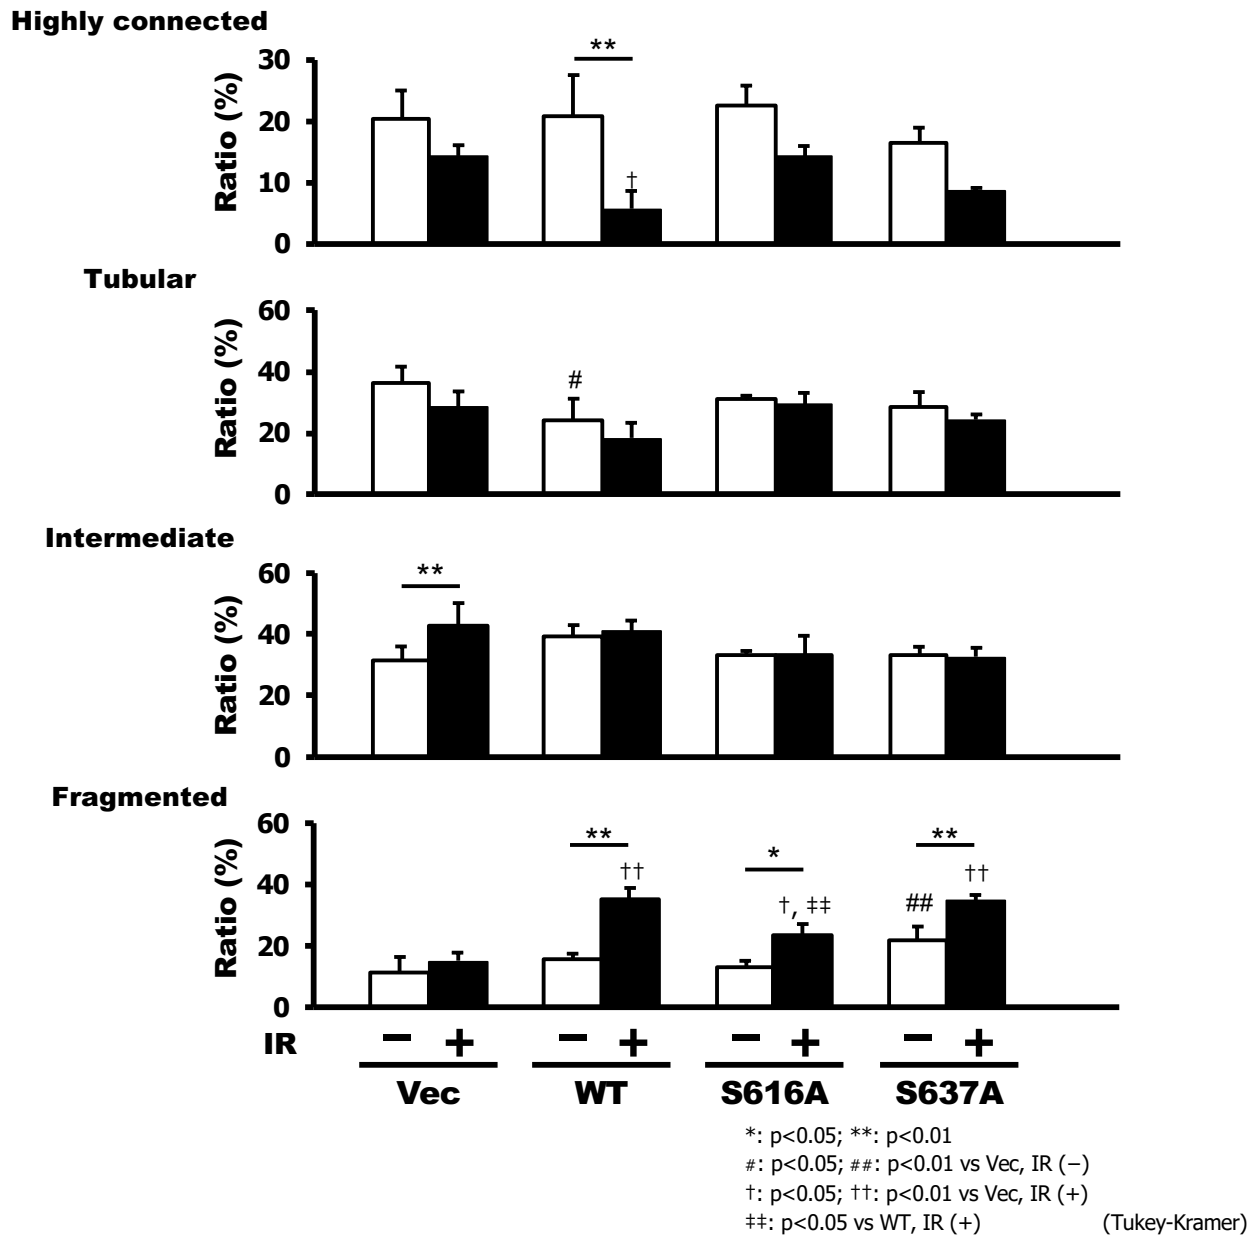 Highly connected
**
30
20
10
0
Ratio (%)
†
Tubular
60
40
20
0
Ratio (%)
#
Intermediate
60
40
20
0
Ratio (%)
**
Fragmented
60
40
20
0
Ratio (%)
** * **
†† †, ‡‡ ## ††
IR − + − + − + − +
Vec WT S616A S637A
*: p<0.05; **: p<0.01
#: p<0.05; ##: p<0.01 vs Vec, IR (−)
†: p<0.05; ††: p<0.01 vs Vec, IR (+)
‡‡: p<0.05 vs WT, IR (+) (Tukey-Kramer)